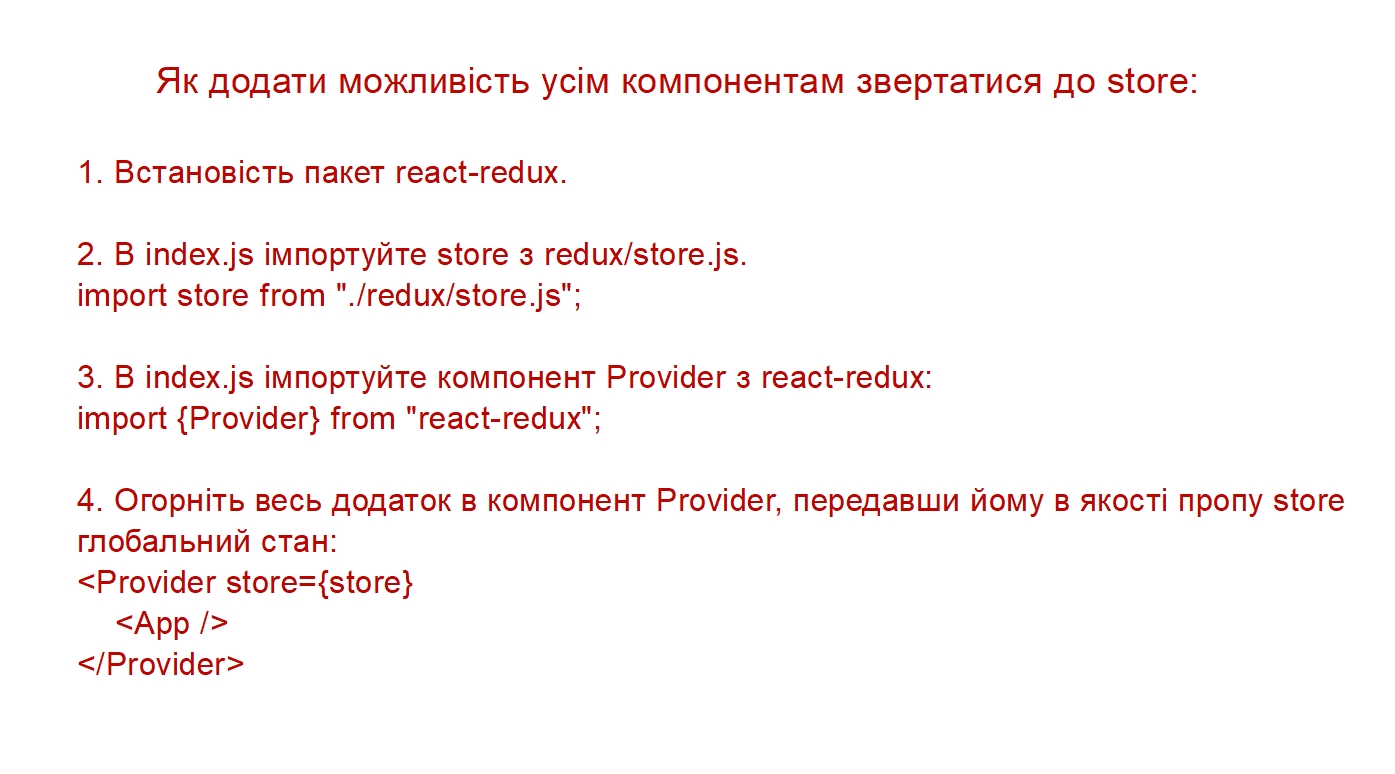 Як додати можливість усім компонентам звертатися до store:
1. Встановість пакет react-redux.
2. В index.js імпортуйте store з redux/store.js.
import store from "./redux/store.js";
3. В index.js імпортуйте компонент Provider з react-redux:
import {Provider} from "react-redux";
4. Огорніть весь додаток в компонент Provider, передавши йому в якості пропу store
глобальний стан:
<Provider store={store}
<App />
</Provider>